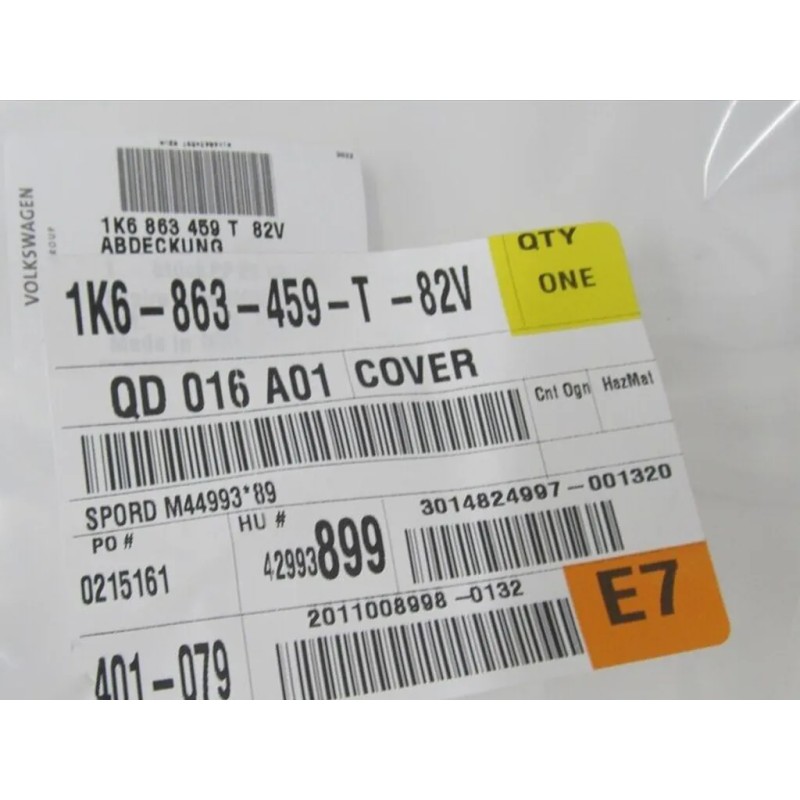 VOLKSWAGEN
1K6 863 459 T 82V
ABDECKUNG
1K6-863-459-T -82V
QTY
ONE
QD 016 A01
COVER
Cnt Ogn
HazMat
SPORD M44993*89
PO #
0215161
HU #
42993899
3014824997-001320
2011008998-0132
E7
401-079